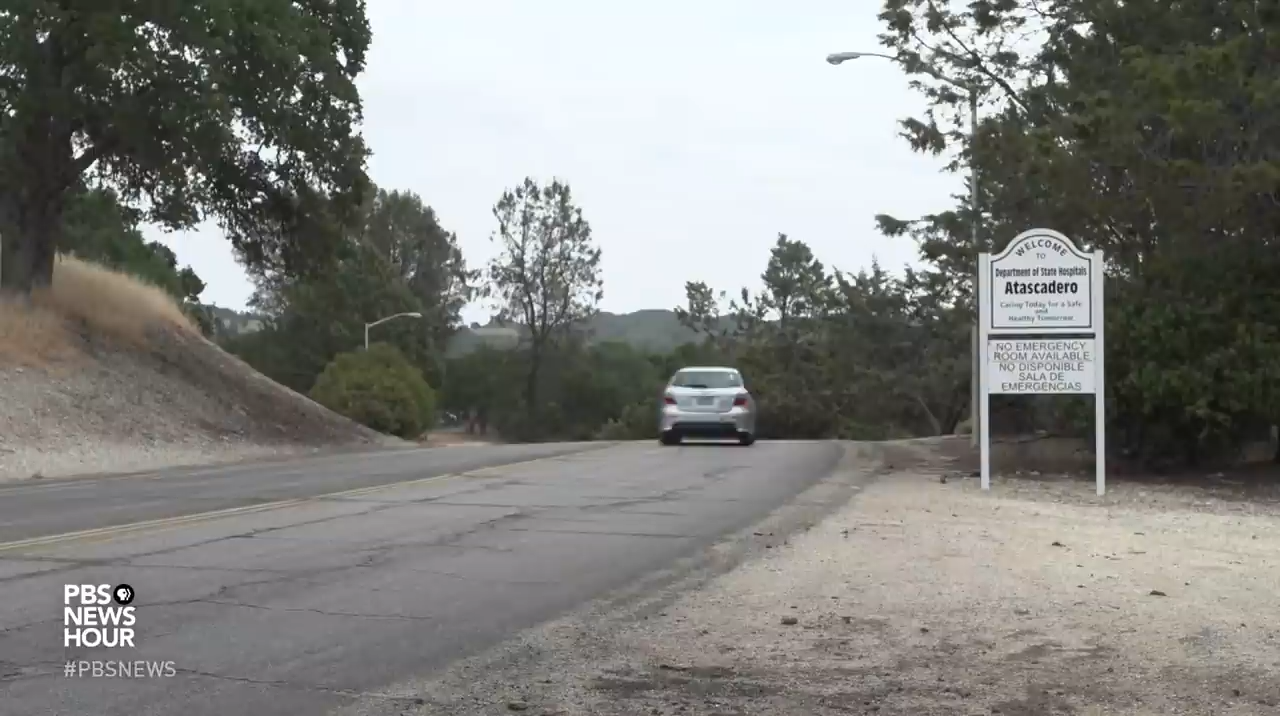 WELCOME
TO
Department of State Hospitals
Atascadero
Caring Today for a Safe
and
Healthy Tomorrow
NO EMERGENCY
ROOM AVAILABLE
NO DISPONIBLE
SALA DE
EMERGENCIAS
PBS
NEWS
HOUR
#PBSNEWS